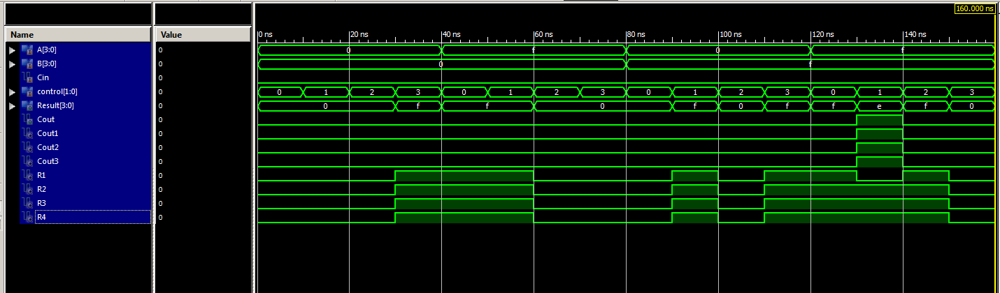 160.000 ns
Name Value
0 ns 20 ns 40 ns 60 ns 80 ns 100 ns 120 ns 140 ns
A[3:0] 0 0 f 0 f
B[3:0] 0 0 f
Cin 0
control[1:0] 0 0 1 2 3 0 1 2 3 0 1 2 3 0 1 2 3
Result[3:0] 0 0 f f 0 f 0 f f e f 0
Cout 0
Cout1 0
Cout2 0
Cout3 0
R1 0
R2 0
R3 0
R4 0